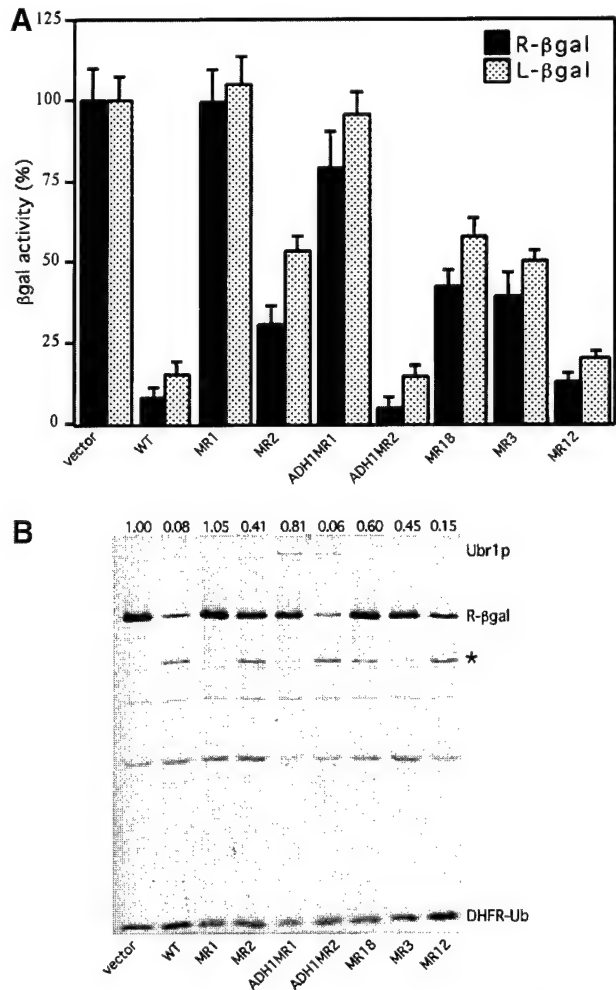 A
125
100
75
50
25
0
βgal activity (%)
R-βgal
L-βgal
vector WT MR1 MR2 ADH1MR1 ADH1MR2 MR18 MR3 MR12
B
1.00 0.08 1.05 0.41 0.81 0.06 0.60 0.45 0.15
Ubr1p
R-βgal
*
DHFR-Ub
vector WT MR1 MR2 ADH1MR1 ADH1MR2 MR18 MR3 MR12